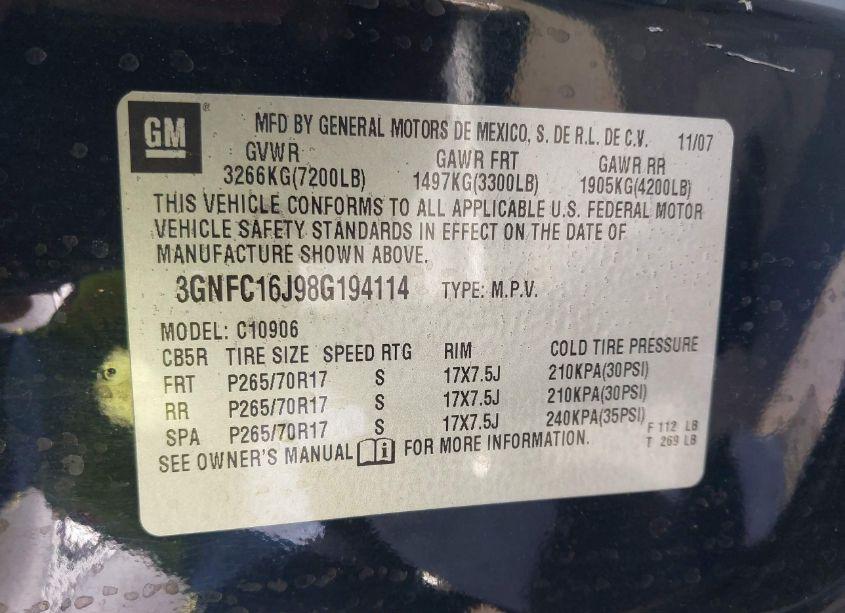 GM ® MFD BY GENERAL MOTORS DE MEXICO, S. DE R.L. DE C.V. 11/07
GVWR GAWR FRT GAWR RR
3266KG(7200LB) 1497KG(3300LB) 1905KG(4200LB)
THIS VEHICLE CONFORMS TO ALL APPLICABLE U.S. FEDERAL MOTOR
VEHICLE SAFETY STANDARDS IN EFFECT ON THE DATE OF
MANUFACTURE SHOWN ABOVE.
3GNFC16J98G194114 TYPE: M.P.V.
MODEL: C10906
CB5R TIRE SIZE SPEED RTG RIM COLD TIRE PRESSURE
FRT P265/70R17 S 17X7.5J 210KPA(30PSI)
RR P265/70R17 S 17X7.5J 210KPA(30PSI)
SPA P265/70R17 S 17X7.5J 240KPA(35PSI) F 112 LB
SEE OWNER'S MANUAL i FOR MORE INFORMATION. T 269 LB